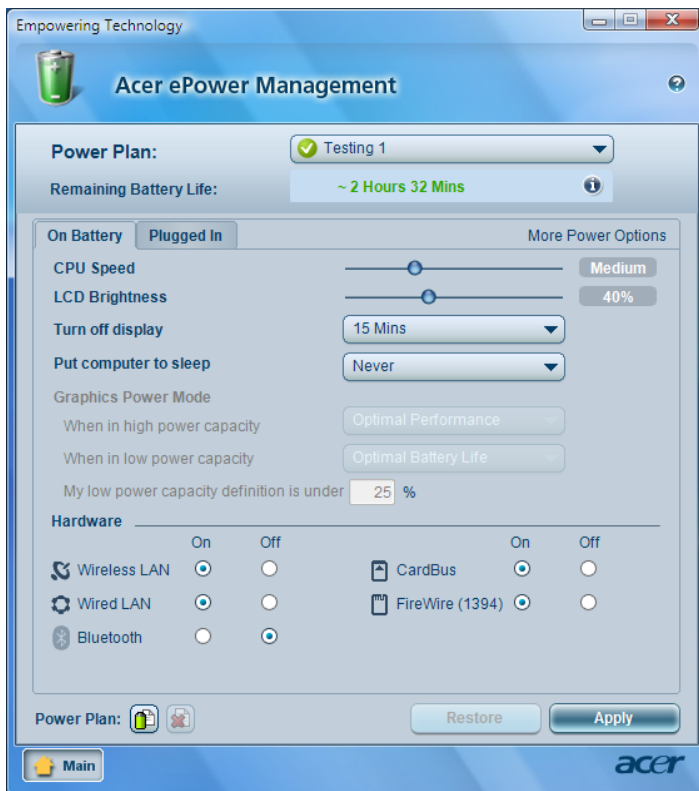 Empowering Technology
Acer ePower Management
Power Plan: Testing 1
Remaining Battery Life: ~ 2 Hours 32 Mins
On Battery Plugged In More Power Options
CPU Speed Medium
LCD Brightness 40%
Turn off display 15 Mins
Put computer to sleep Never
Graphics Power Mode
When in high power capacity Optimal Performance
When in low power capacity Optimal Battery Life
My low power capacity definition is under 25 %
Hardware
On Off On Off
Wireless LAN CardBus
Wired LAN FireWire (1394)
Bluetooth
Power Plan: Restore Apply
Main acer